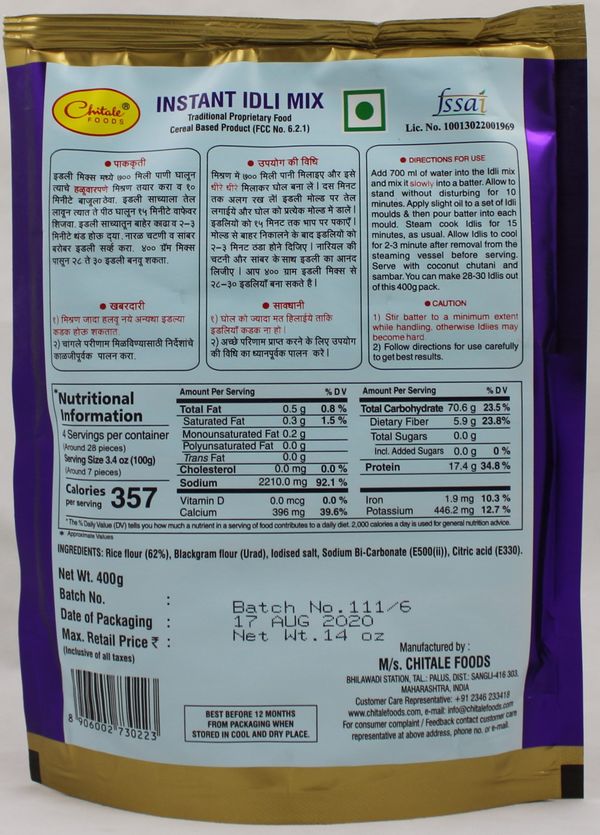 Chitale®
FOODS
INSTANT IDLI MIX
Traditional Proprietary Food
Cereal Based Product (FCC No. 6.2.1)
fssai
Lic. No. 10013022001969
• पाककृती
इडली मिक्स मध्ये ७०० मिली पाणी घालून
त्याचे हळूवारपणे मिश्रण तयार करा व १०
मिनीटे बाजूला ठेवा. इडली साच्याला तेल
लावून त्यात ते पीठ घालून १५ मिनीटे वाफेवर
शिजवा. इडली साच्यातून बाहेर काढा व २-३
मिनीटे थंड होऊ दया. नारळ चटणी व सांबर
बरोबर इडली सर्व्ह करा. ४०० ग्रॅम मिक्स
पासुन २८ ते ३० इडली बनवू शकता.
• खबरदारी
१) मिश्रण जादा हलवू नये अन्यथा इडल्या
कडक होऊ शकतात.
२) चांगले परीणाम मिळविण्यासाठी निर्देशांचे
काळजीपूर्वक पालन करा.
• उपयोग की विधि
मिश्रण में ७०० मिली पानी मिलाइए और इसे
धीरे धीरे मिलाकर घोल बना लें। दस मिनट
तक अलग रख लें। इडली मोल्ड पर तेल
लगाईये और घोल को प्रत्येक मोल्ड मे डालें।
इडलियो को १५ मिनट तक भाप पर पकाएँ।
मोल्ड से बाहर निकालने के बाद इडलियो को
२-३ मिनट ठंडा होने दिजिए। नारियल की
चटनी और सांबर के साथ इडली का आनंद
लिजीए। आप ४०० ग्राम इडली मिक्स से
२८-३० इडलियाँ बना सकते है।
• सावधानी
१) घोल को ज्यादा मत हिलाईये ताकि
इडलियाँ कडक ना हो।
२) अच्छे परिणाम प्राप्त करने के लिए उपयोग
की विधि का ध्यानपूर्वक पालन करे।
• DIRECTIONS FOR USE
Add 700 ml of water into the Idli mix
and mix it slowly into a batter. Allow to
stand without disturbing for 10
minutes. Apply slight oil to a set of Idli
moulds & then pour batter into each
mould. Steam cook Idlis for 15
minutes, as usual. Allow Idlis to cool
for 2-3 minute after removal from the
steaming vessel before serving.
Serve with coconut chutani and
sambar. You can make 28-30 Idlis out
of this 400g pack.
• CAUTION
1) Stir batter to a minimum extent
while handling, otherwise Idlies may
become hard.
2) Follow directions for use carefully
to get best results.
*Nutritional
Information
4 Servings per container
(Around 28 pieces)
Serving Size 3.4 oz (100g)
(Around 7 pieces)
Calories
per serving 357
Amount Per Serving % D V
Total Fat 0.5 g 0.8 %
Saturated Fat 0.3 g 1.5 %
Monounsaturated Fat 0.2 g
Polyunsaturated Fat 0.0 g
Trans Fat 0.0 g
Cholesterol 0.0 mg 0.0 %
Sodium 2210.0 mg 92.1 %
Vitamin D 0.0 mcg 0.0 %
Calcium 396 mg 39.6%
Amount Per Serving % D V
Total Carbohydrate 70.6 g 23.5 %
Dietary Fiber 5.9 g 23.8%
Total Sugars 0.0 g
Incl. Added Sugars 0.0 g 0 %
Protein 17.4 g 34.8 %
Iron 1.9 mg 10.3 %
Potassium 446.2 mg 12.7 %
*The % Daily Value (DV) tells you how much a nutrient in a serving of food contributes to a daily diet. 2,000 calories a day is used for general nutrition advice.
* Approximate Values
INGREDIENTS: Rice flour (62%), Blackgram flour (Urad), Iodised salt, Sodium Bi-Carbonate (E500(ii)), Citric acid (E330).
Net Wt. 400g
Batch No. :
Date of Packaging :
Max. Retail Price ₹ :
(Inclusive of all taxes)
Batch No.111/6
17 AUG 2020
Net Wt.14 oz
8 906002 730223
BEST BEFORE 12 MONTHS
FROM PACKAGING WHEN
STORED IN COOL AND DRY PLACE.
Manufactured by :
M/s. CHITALE FOODS
BHILAWADI STATION, TAL.: PALUS, DIST.: SANGLI-416 303.
MAHARASHTRA, INDIA
Customer Care Representative: +91 2346 233418
www.chitalefoods.com, e-mail: info@chitalefoods.com
For consumer complaint / Feedback contact customer care
representative at above address, phone no. or e-mail.